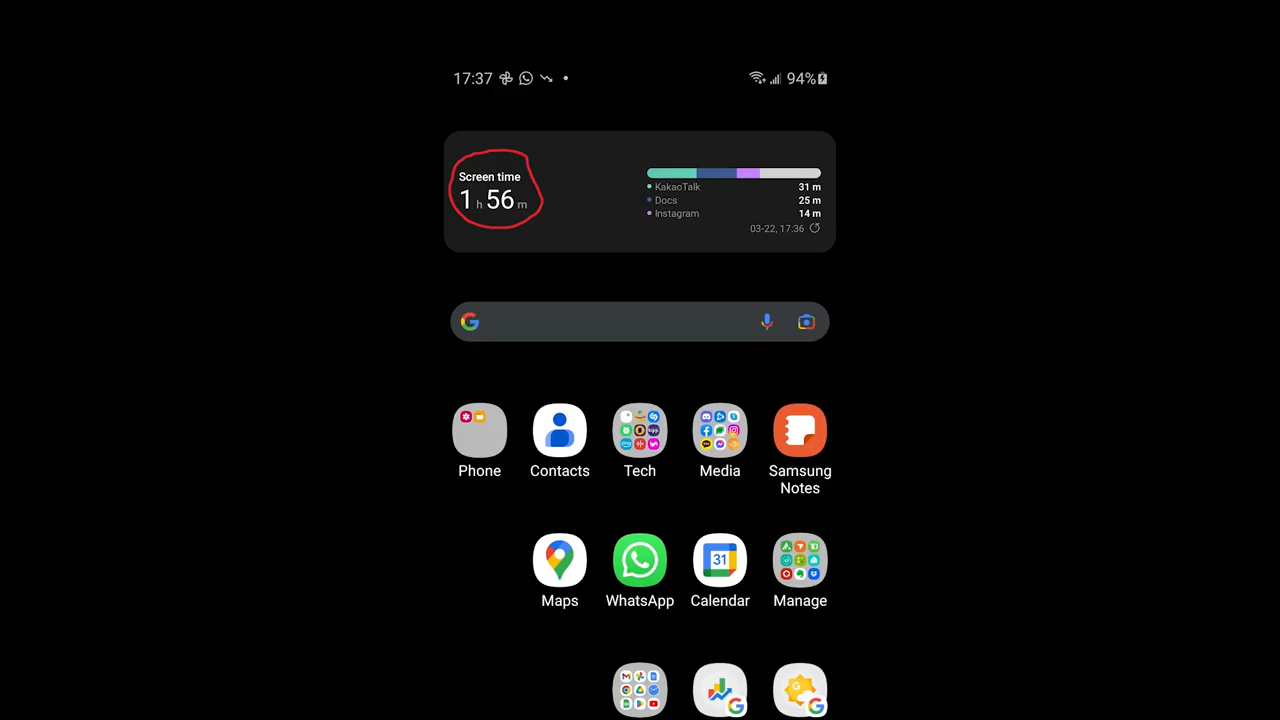 17:37
94%
Screen time
1 h 56 m
KakaoTalk 31 m
Docs 25 m
Instagram 14 m
03-22, 17:36
Phone
Contacts
Tech
Media
Samsung
Notes
Maps
31
WhatsApp
Calendar
Manage